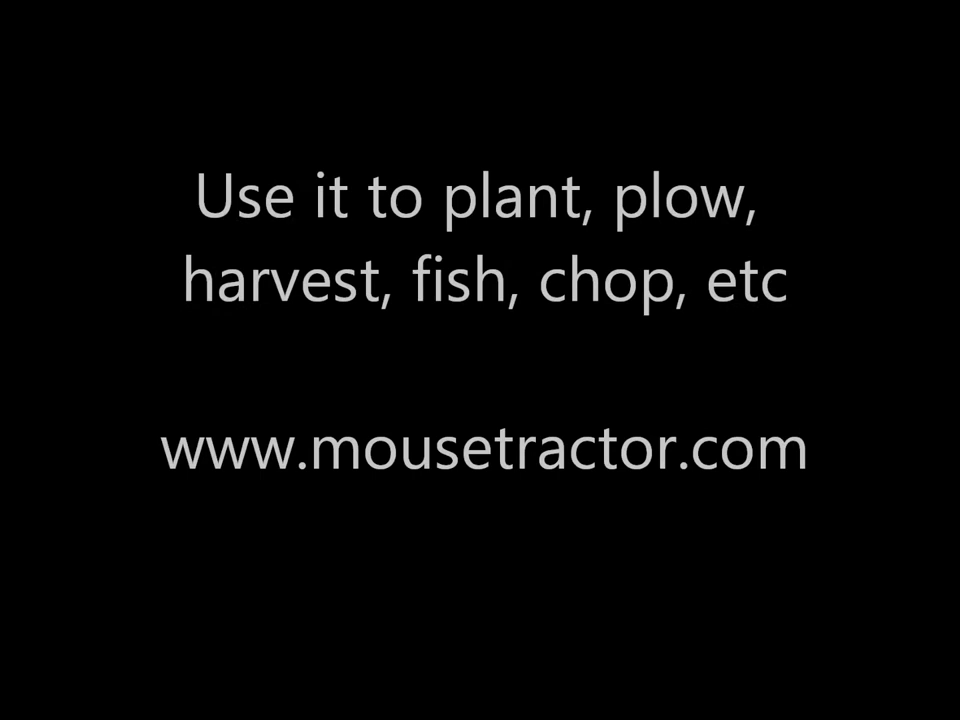 Use it to plant, plow,
harvest, fish, chop, etc
www.mousetractor.com